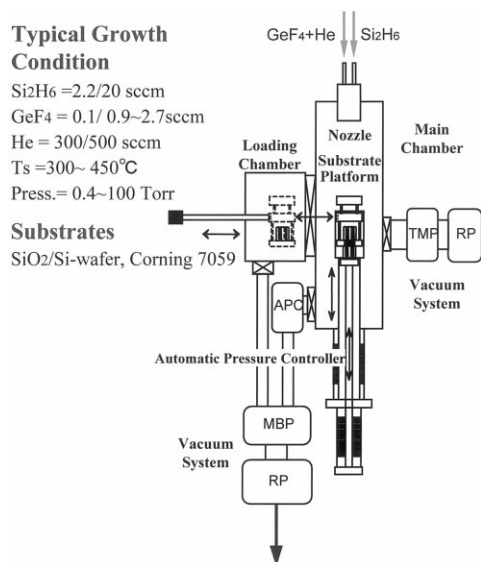 Typical Growth
Condition
Si2H6 =2.2/20 sccm
GeF4 = 0.1/ 0.9~2.7sccm
He = 300/500 sccm
Ts =300~ 450℃
Press.= 0.4~100 Torr
Substrates
SiO2/Si-wafer, Corning 7059
GeF4+He
Si2H6
Nozzle
Substrate
Platform
Loading
Chamber
Main
Chamber
TMP
RP
Vacuum
System
APC
Automatic Pressure Controller
MBP
Vacuum
System
RP